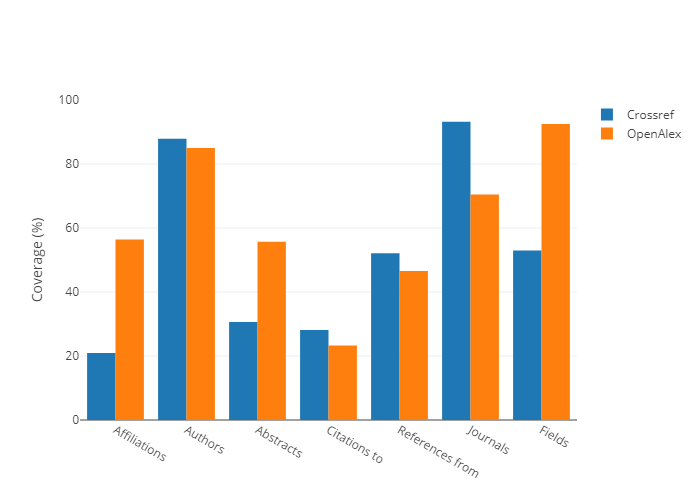 100
80
60
40
20
0
Coverage (%)
Affiliations
Authors
Abstracts
Citations to
References from
Journals
Fields
Crossref
OpenAlex